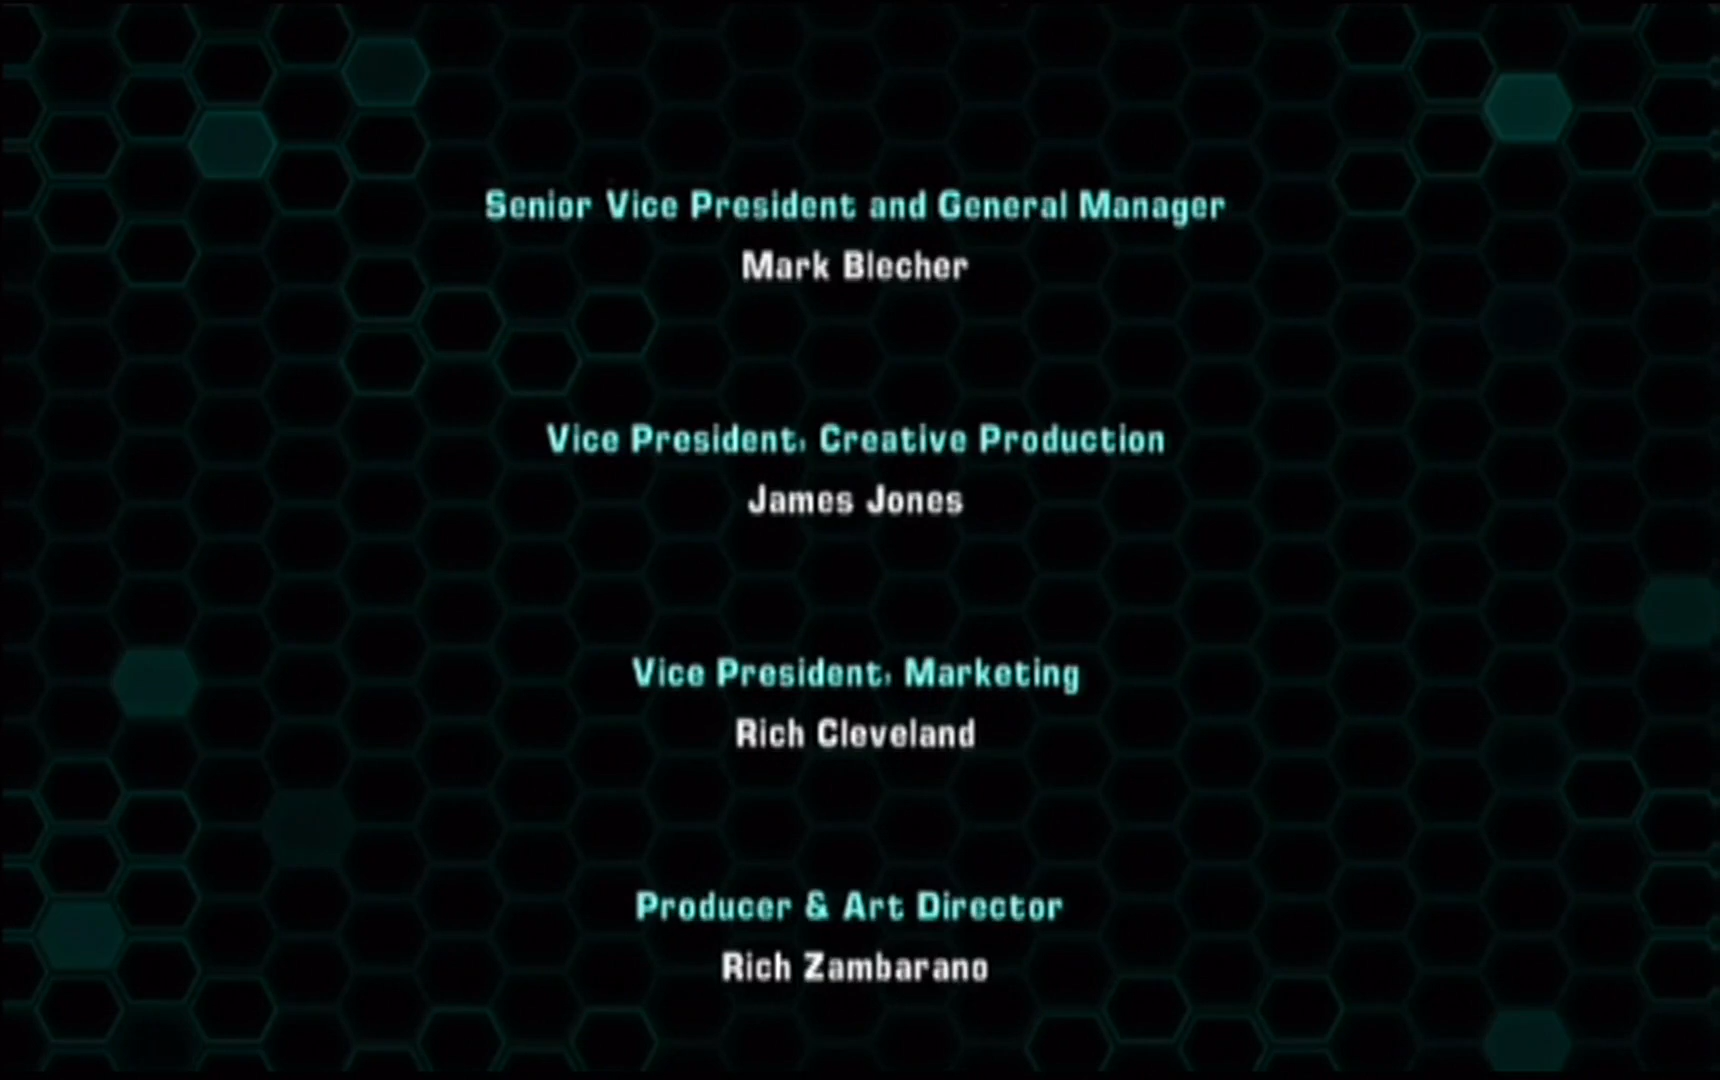 Senior Vice President and General Manager
Mark Blecher
Vice President, Creative Production
James Jones
Vice President, Marketing
Rich Cleveland
Producer & Art Director
Rich Zambarano